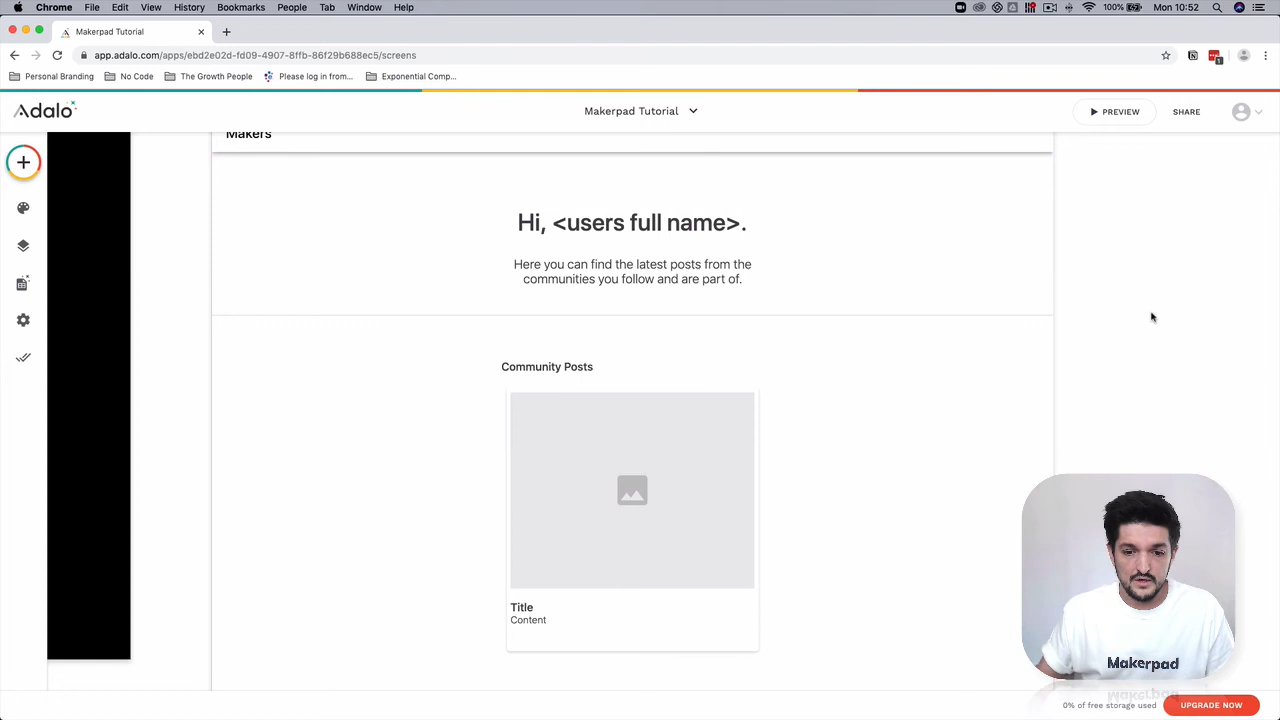 Chrome File Edit View History Bookmarks People Tab Window Help
100% Mon 10:52
Makerpad Tutorial
app.adalo.com/apps/ebd2e02d-fd09-4907-8ffb-86f29b688ec5/screens
1
Personal Branding No Code The Growth People Please log in from... Exponential Comp...
Adalo
Makerpad Tutorial
PREVIEW
SHARE
Makers
Hi, <users full name>.
Here you can find the latest posts from the
communities you follow and are part of.
Community Posts
Title
Content
Makerpad
0% of free storage used
UPGRADE NOW